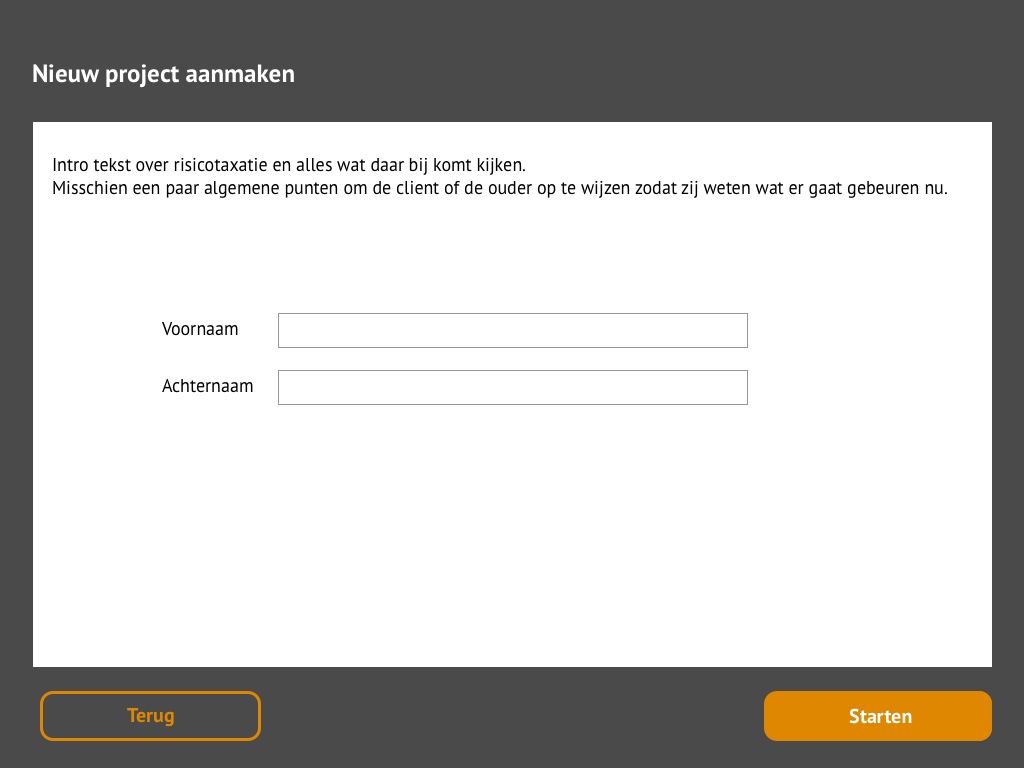 Nieuw project aanmaken
Intro tekst over risicotaxatie en alles wat daar bij komt kijken.
Misschien een paar algemene punten om de client of de ouder op te wijzen zodat zij weten wat er gaat gebeuren nu.
Voornaam
Achternaam
Terug
Starten